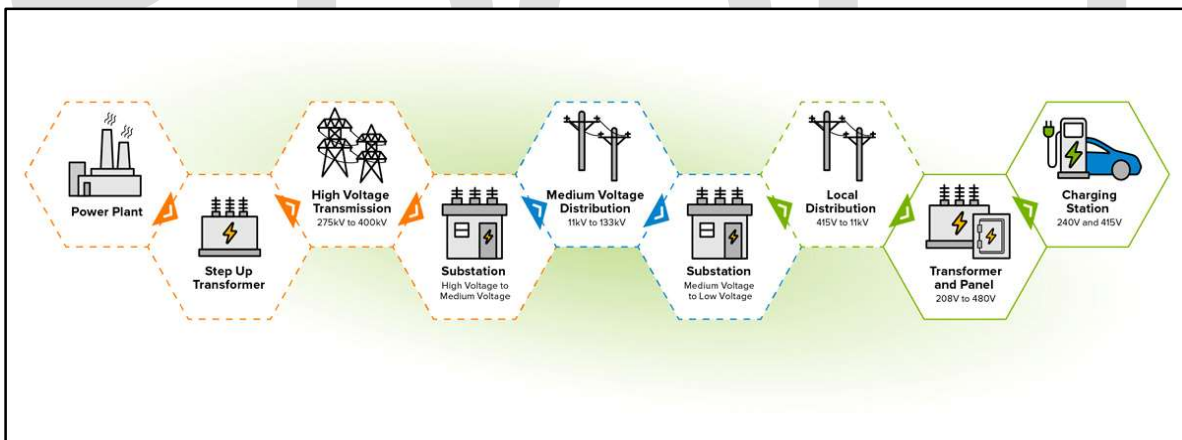 Power Plant
Step Up
Transformer
High Voltage
Transmission
275kV to 400kV
Substation
High Voltage to
Medium Voltage
Medium Voltage
Distribution
11kV to 133kV
Substation
Medium Voltage
to Low Voltage
Local
Distribution
415V to 11kV
Transformer
and Panel
208V to 480V
Charging
Station
240V and 415V